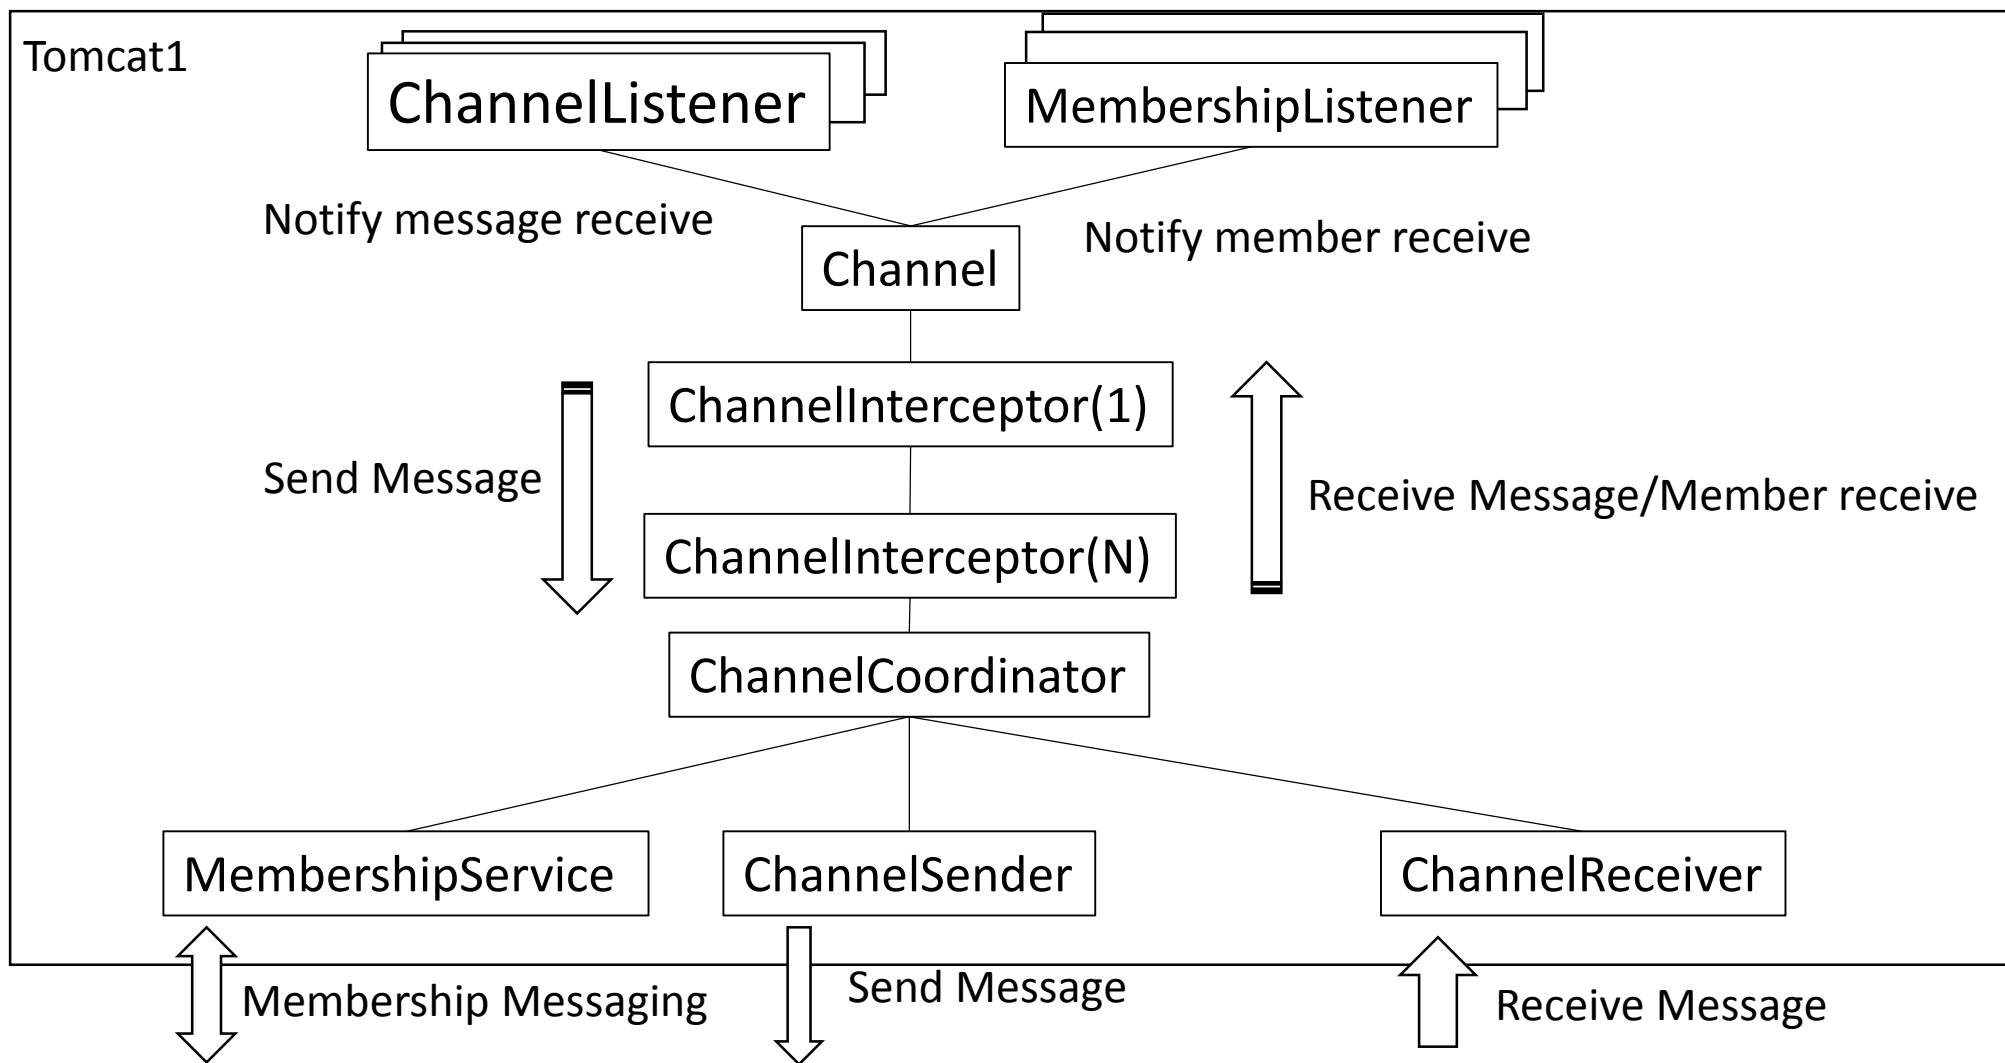 Tomcat1
ChannelListener
MembershipListener
Notify message receive
Notify member receive
Channel
ChannelInterceptor(1)
Send Message
Receive Message/Member receive
ChannelInterceptor(N)
ChannelCoordinator
MembershipService
ChannelSender
ChannelReceiver
Membership Messaging
Send Message
Receive Message